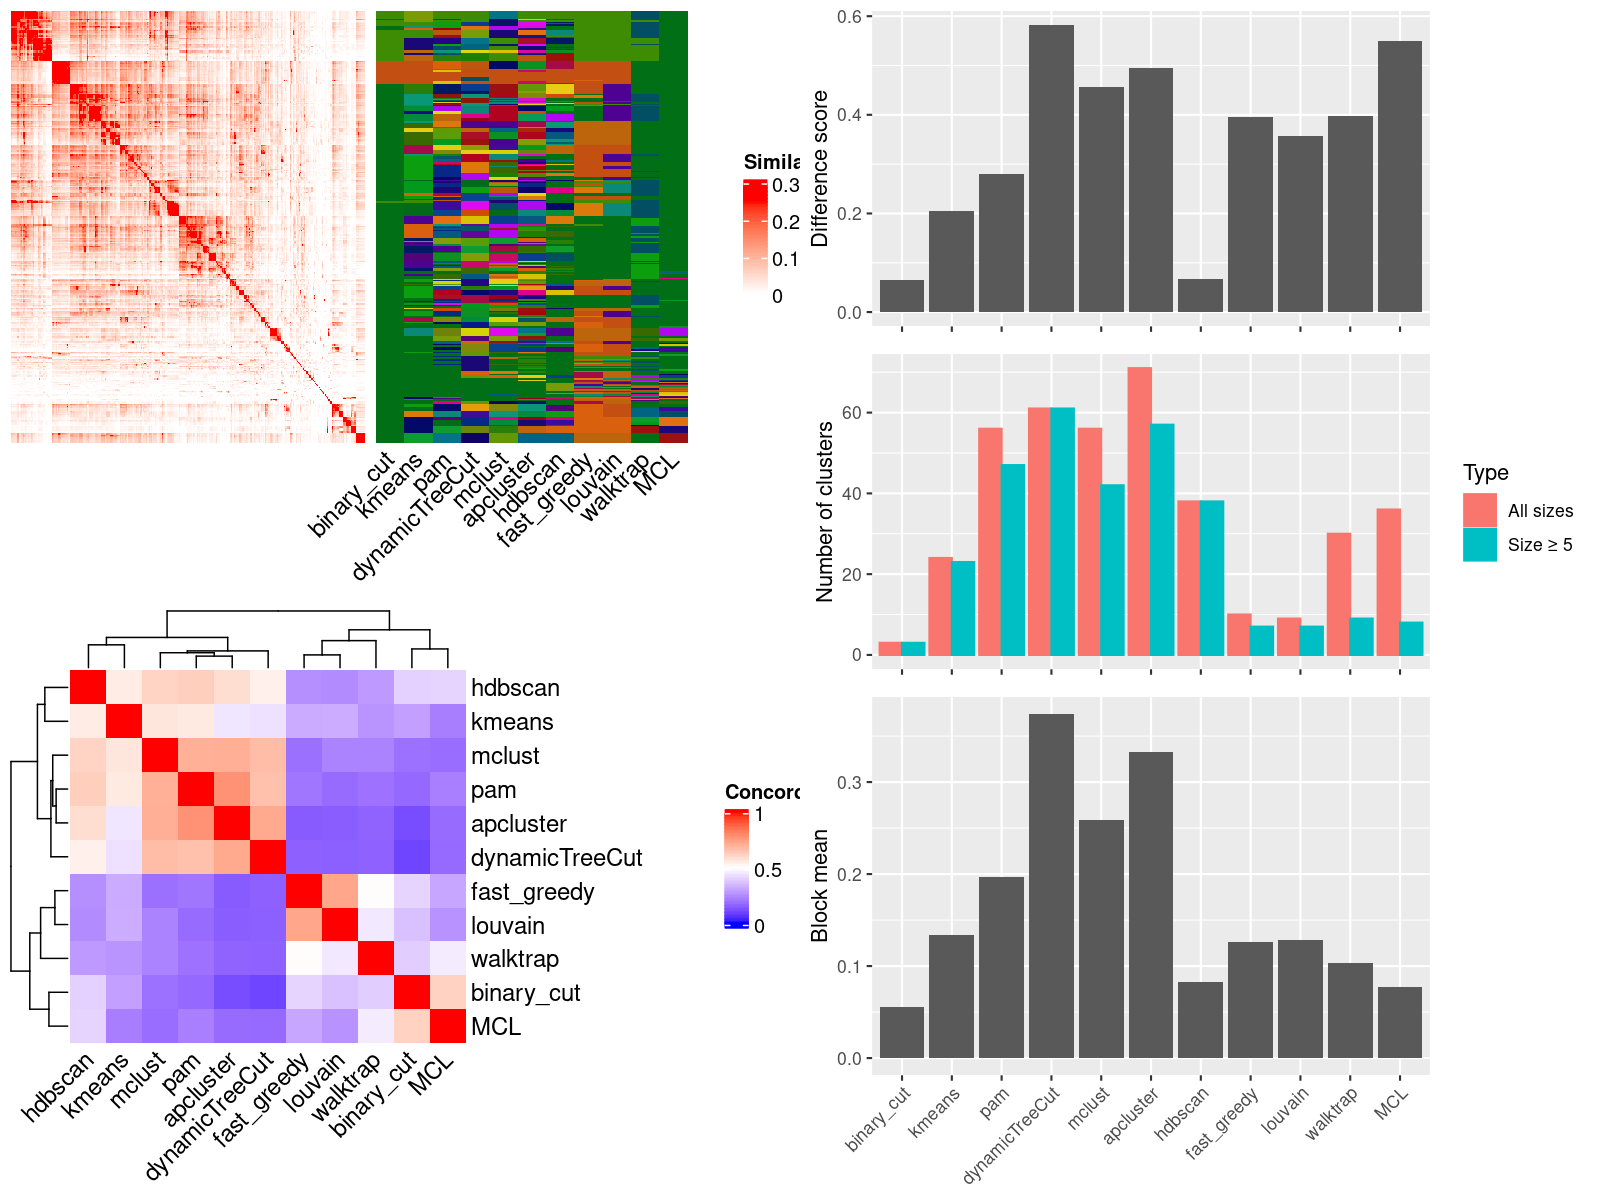 Simila
0.3
0.2
0.1
0
binary_cut
kmeans
pam
dynamicTreeCut
mclust
apcluster
hdbscan
fast_greedy
louvain
walktrap
MCL
hdbscan
kmeans
mclust
pam
apcluster
dynamicTreeCut
fast_greedy
louvain
walktrap
binary_cut
MCL
Concord
1
0.5
0
hdbscan
kmeans
mclust
pam
apcluster
dynamicTreeCut
fast_greedy
louvain
walktrap
binary_cut
MCL
Difference score
0.6
0.4
0.2
0.0
Number of clusters
60
40
20
0
Type
All sizes
Size ≥ 5
Block mean
0.3
0.2
0.1
0.0
binary_cut
kmeans
pam
dynamicTreeCut
mclust
apcluster
hdbscan
fast_greedy
louvain
walktrap
MCL